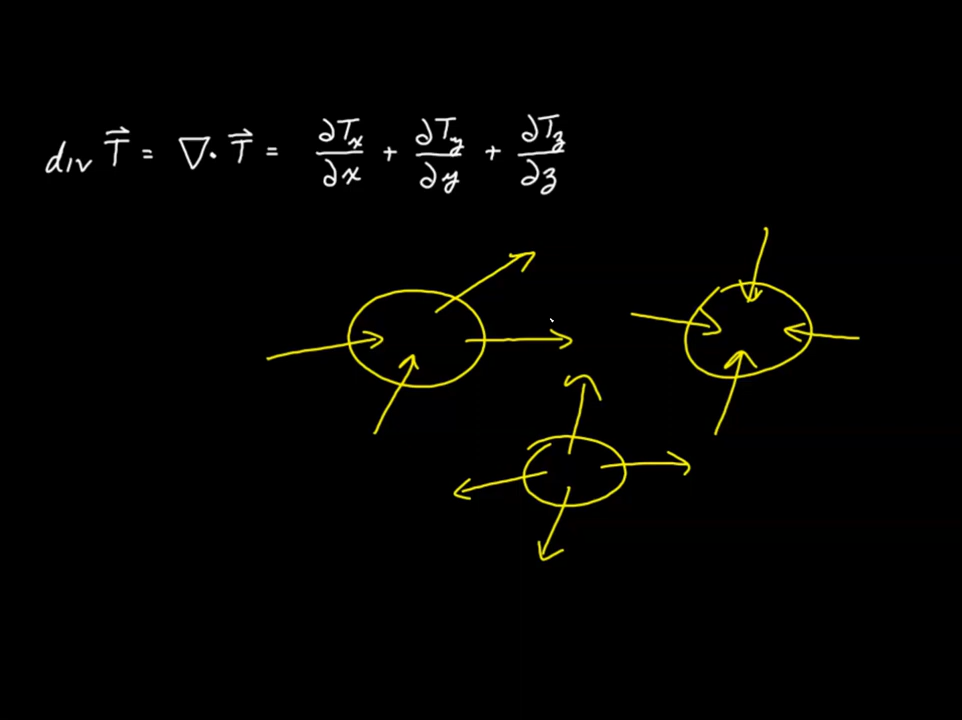 div T⃗ = ∇· T⃗ = ∂Tx/∂x + ∂Ty/∂y + ∂Tz/∂z